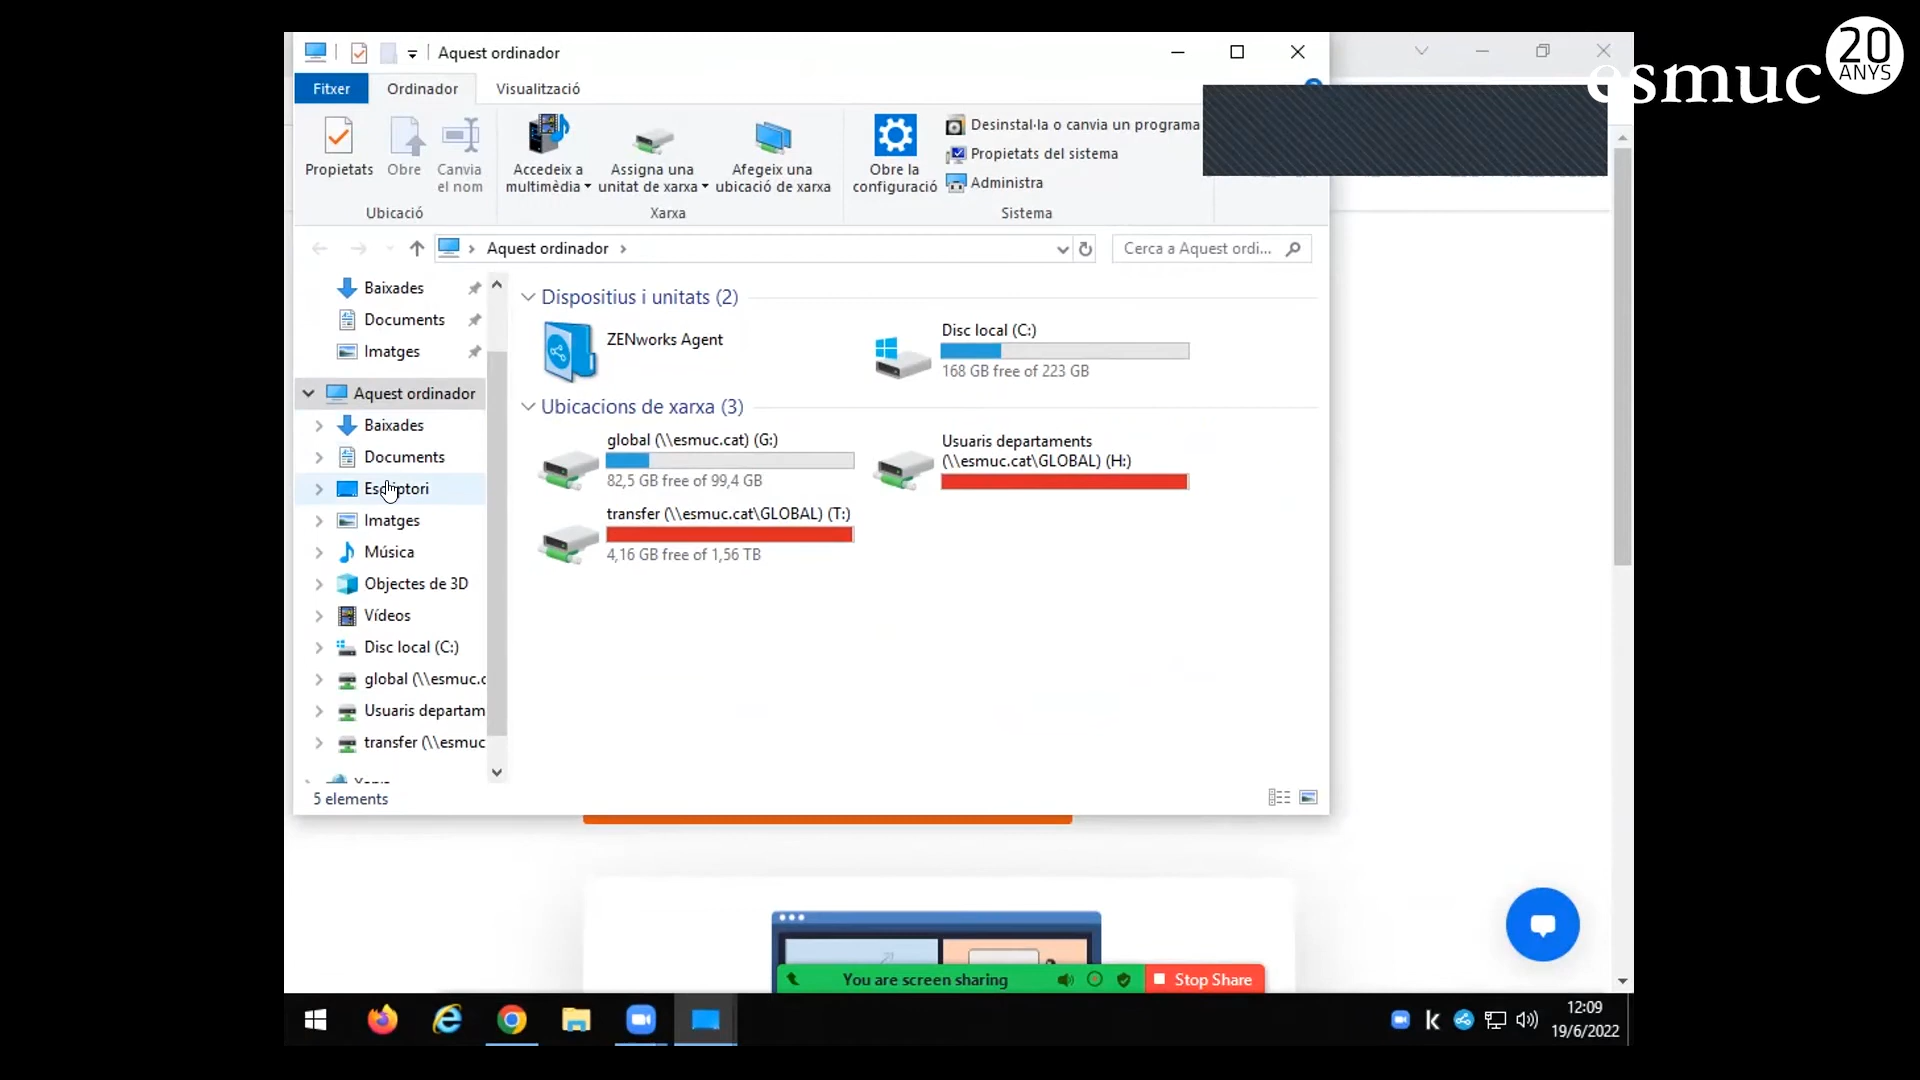 Aquest ordinador
esmuc
20
ANYS
Fitxer
Ordinador
Visualització
Propietats
Obre
Canvia
el nom
Ubicació
Accedeix a
multimèdia
Assigna una
unitat de xarxa
Afegeix una
ubicació de xarxa
Xarxa
Obre la
configuració
Desinstal·la o canvia un programa
Propietats del sistema
Administra
Sistema
Aquest ordinador
Cerca a Aquest ordi...
Baixades
Documents
Imatges
Aquest ordinador
Baixades
Documents
Escriptori
Imatges
Música
Objectes de 3D
Vídeos
Disc local (C:)
global (\\esmuc.c
Usuaris departam
transfer (\\esmuc
Xarxa
Dispositius i unitats (2)
ZENworks Agent
Disc local (C:)
168 GB free of 223 GB
Ubicacions de xarxa (3)
global (\\esmuc.cat) (G:)
82,5 GB free of 99,4 GB
Usuaris departaments
(\\esmuc.cat\GLOBAL) (H:)
transfer (\\esmuc.cat\GLOBAL) (T:)
4,16 GB free of 1,56 TB
5 elements
You are screen sharing
Stop Share
12:09
19/6/2022